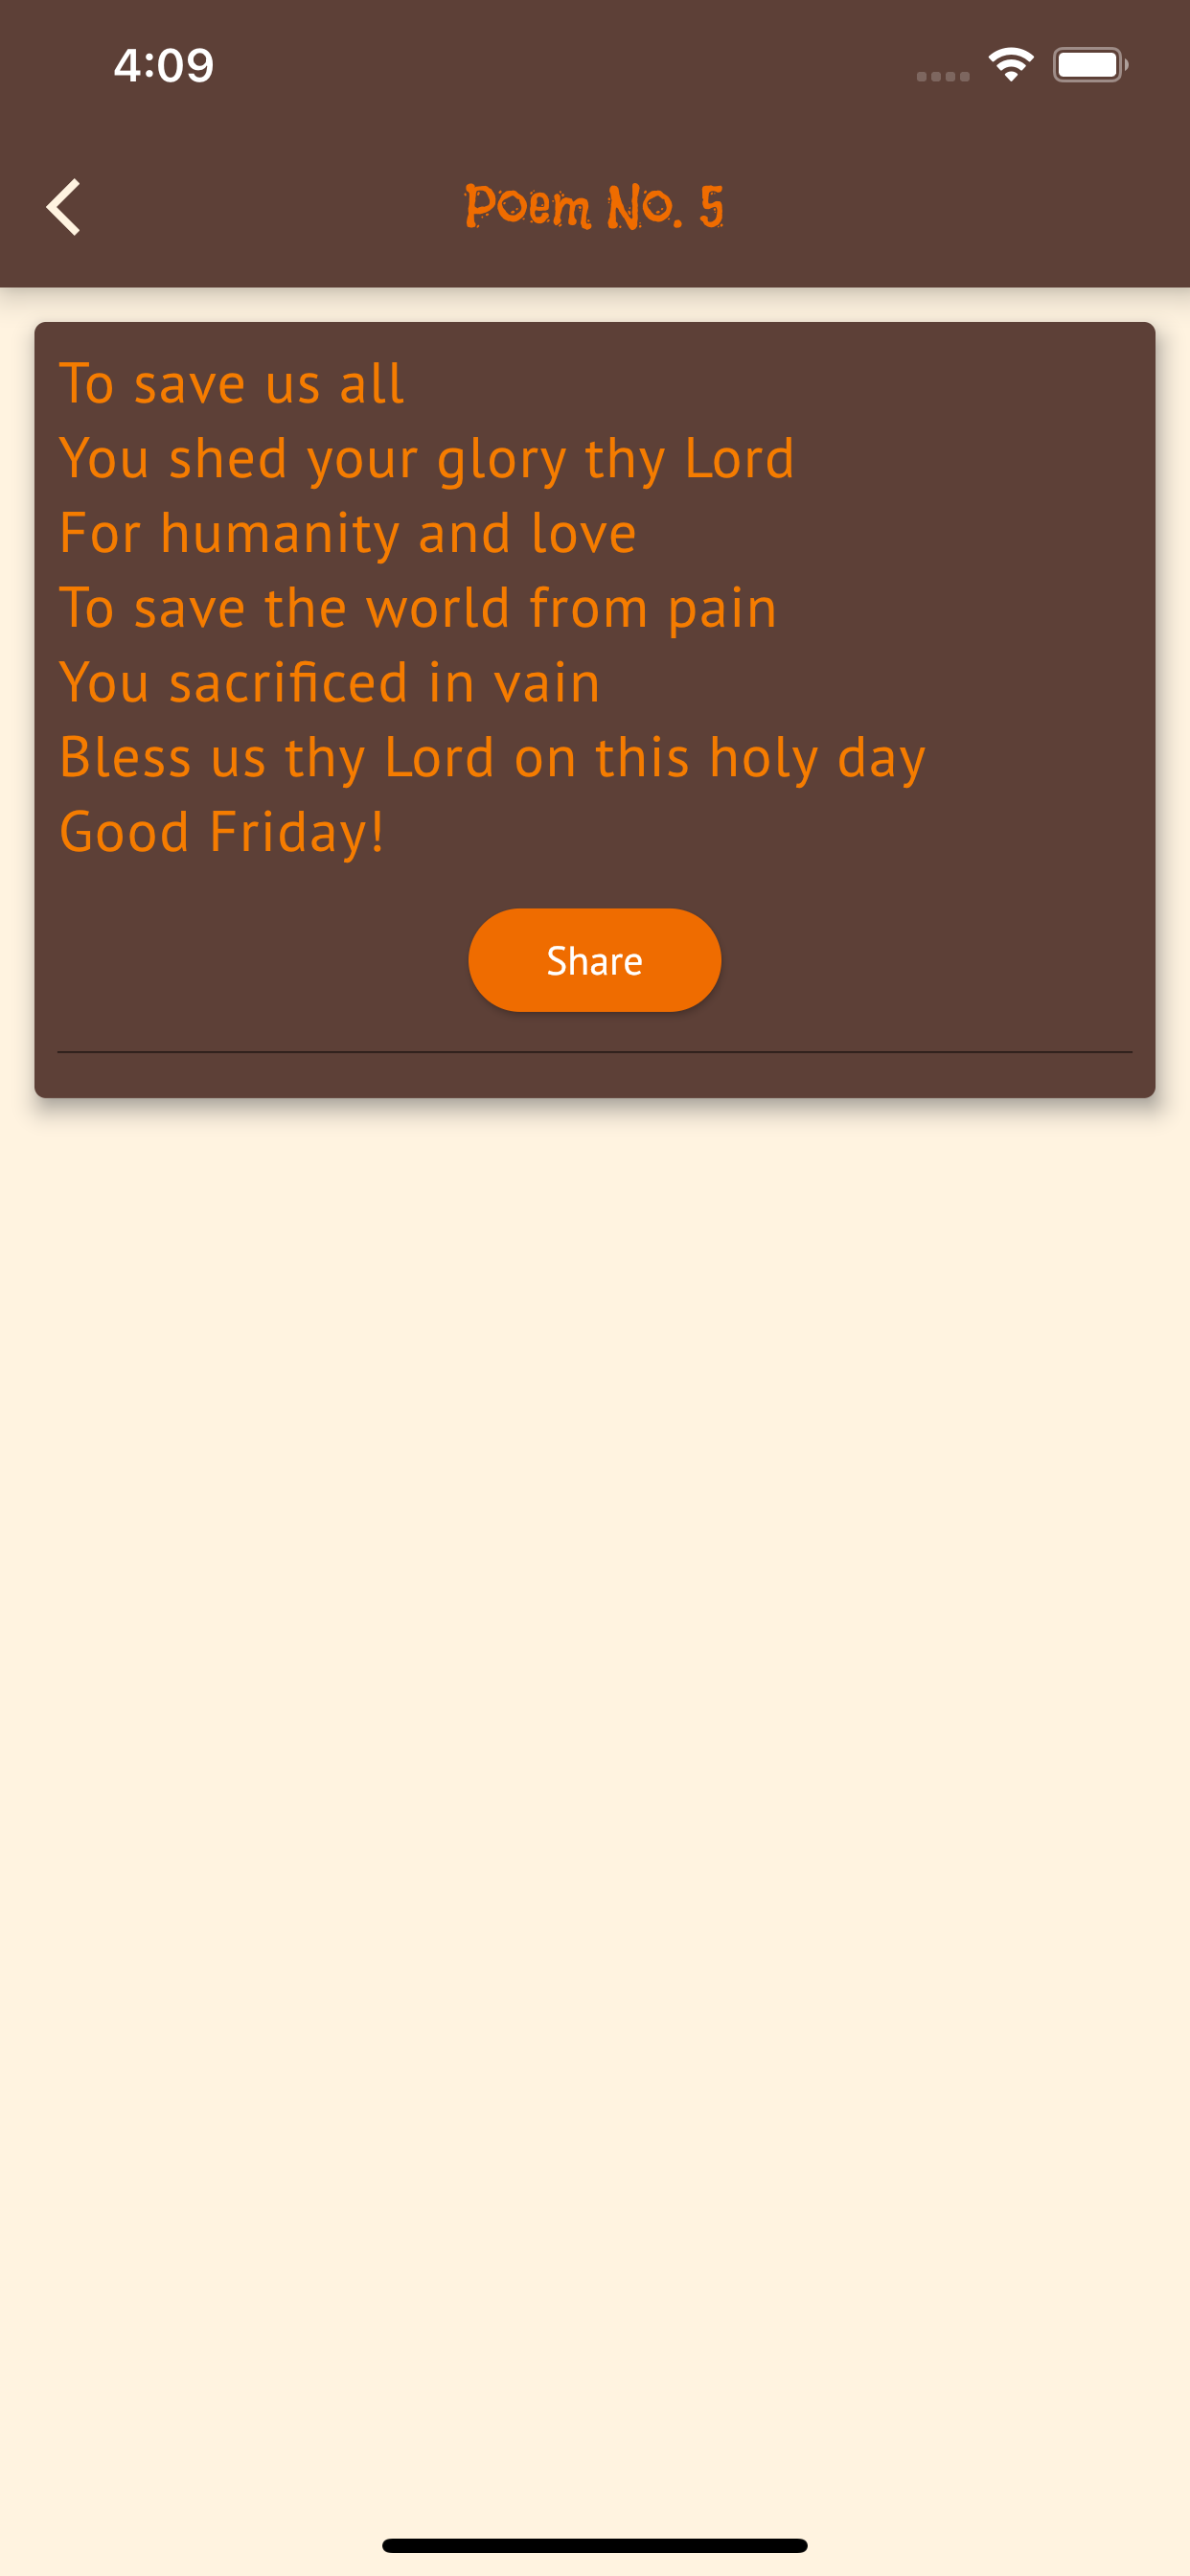 4:09
Poem No. 5
To save us all
You shed your glory thy Lord
For humanity and love
To save the world from pain
You sacrificed in vain
Bless us thy Lord on this holy day
Good Friday!
Share